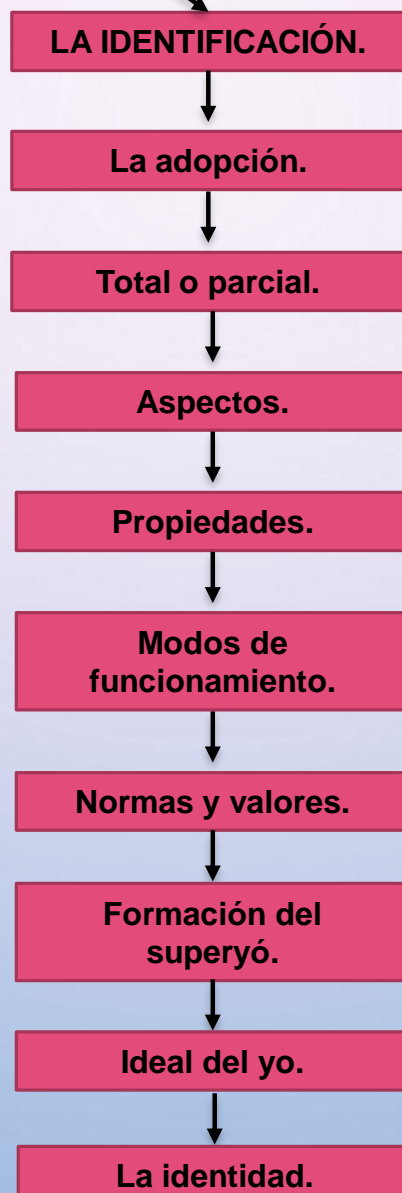 LA IDENTIFICACIÓN.
La adopción.
Total o parcial.
Aspectos.
Propiedades.
Modos de
funcionamiento.
Normas y valores.
Formación del
superyó.
Ideal del yo.
La identidad.